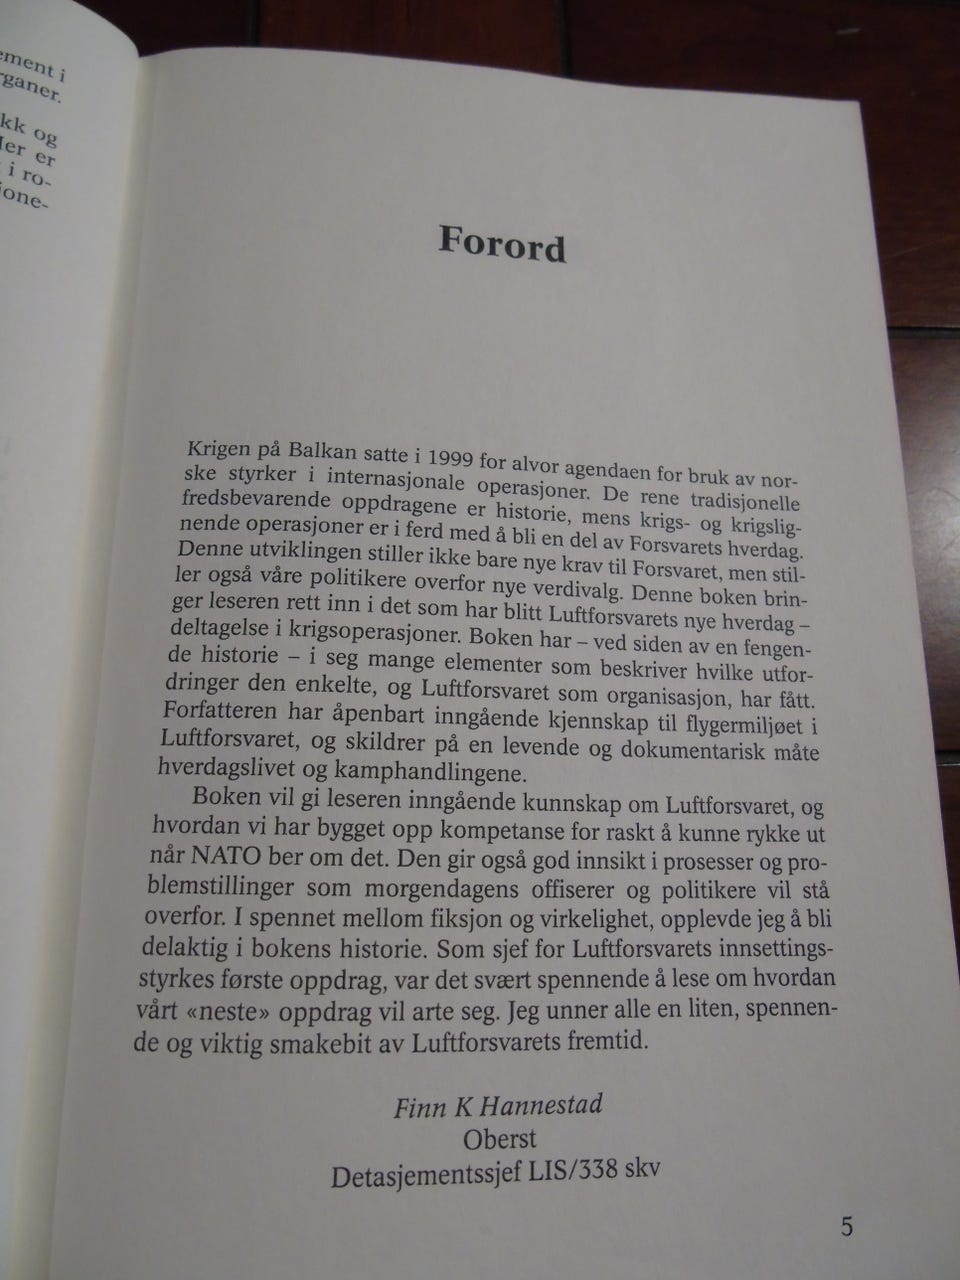 ement i
rganer.
kk og
er er
i ro-
jone-
Forord
Krigen på Balkan satte i 1999 for alvor agendaen for bruk av nor-
ske styrker i internasjonale operasjoner. De rene tradisjonelle
fredsbevarende oppdragene er historie, mens krigs- og krigslig-
nende operasjoner er i ferd med å bli en del av Forsvarets hverdag.
Denne utviklingen stiller ikke bare nye krav til Forsvaret, men stil-
ler også våre politikere overfor nye verdivalg. Denne boken brin-
ger leseren rett inn i det som har blitt Luftforsvarets nye hverdag –
deltagelse i krigsoperasjoner. Boken har – ved siden av en fengen-
de historie – i seg mange elementer som beskriver hvilke utfor-
dringer den enkelte, og Luftforsvaret som organisasjon, har fått.
Forfatteren har åpenbart inngående kjennskap til flygermiljøet i
Luftforsvaret, og skildrer på en levende og dokumentarisk måte
hverdagslivet og kamphandlingene.
Boken vil gi leseren inngående kunnskap om Luftforsvaret, og
hvordan vi har bygget opp kompetanse for raskt å kunne rykke ut
når NATO ber om det. Den gir også god innsikt i prosesser og pro-
blemstillinger som morgendagens offiserer og politikere vil stå
overfor. I spennet mellom fiksjon og virkelighet, opplevde jeg å bli
delaktig i bokens historie. Som sjef for Luftforsvarets innsettings-
styrkes første oppdrag, var det svært spennende å lese om hvordan
vårt «neste» oppdrag vil arte seg. Jeg unner alle en liten, spennen-
de og viktig smakebit av Luftforsvarets fremtid.
Finn K Hannestad
Oberst
Detasjementssjef LIS/338 skv
5